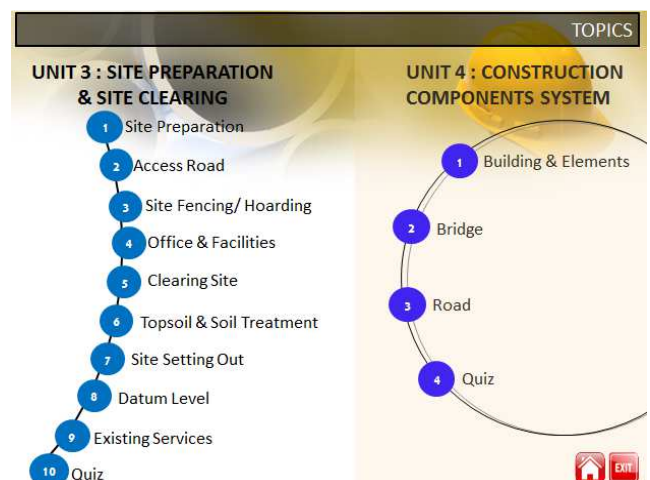 TOPICS
UNIT 3 : SITE PREPARATION
& SITE CLEARING
1 Site Preparation
2 Access Road
3 Site Fencing/ Hoarding
4 Office & Facilities
5 Clearing Site
6 Topsoil & Soil Treatment
7 Site Setting Out
8 Datum Level
9 Existing Services
10 Quiz
UNIT 4 : CONSTRUCTION
COMPONENTS SYSTEM
1 Building & Elements
2 Bridge
3 Road
4 Quiz
EXIT